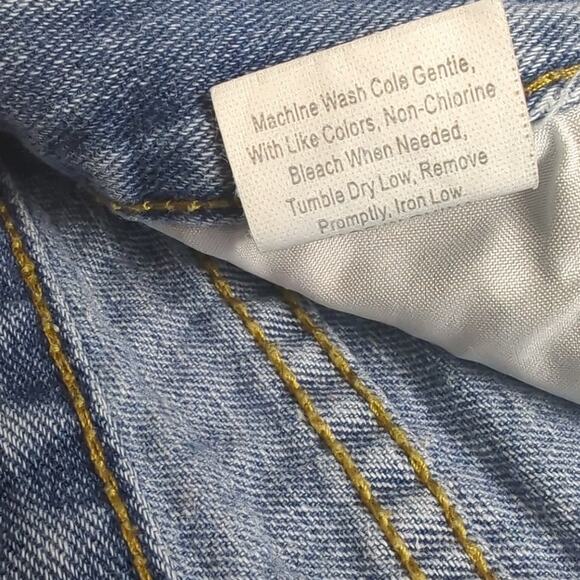 Machine Wash Cole Gentle,
With Like Colors, Non-Chlorine
Bleach When Needed,
Tumble Dry Low, Remove
Promptly, Iron Low